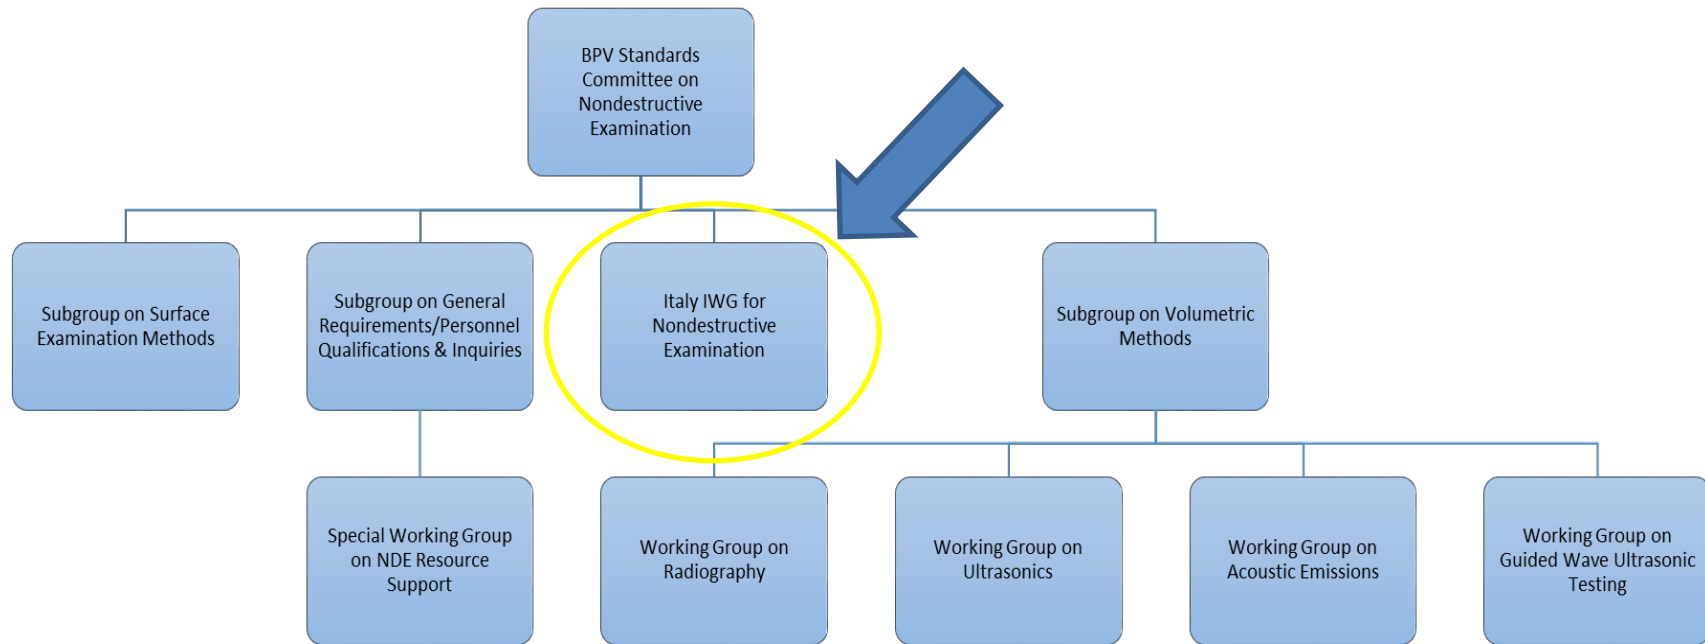 BPV Standards
Committee on
Nondestructive
Examination
Subgroup on Surface
Examination Methods
Subgroup on General
Requirements/Personnel
Qualifications & Inquiries
Italy IWG for
Nondestructive
Examination
Subgroup on Volumetric
Methods
Special Working Group
on NDE Resource
Support
Working Group on
Radiography
Working Group on
Ultrasonics
Working Group on
Acoustic Emissions
Working Group on
Guided Wave Ultrasonic
Testing